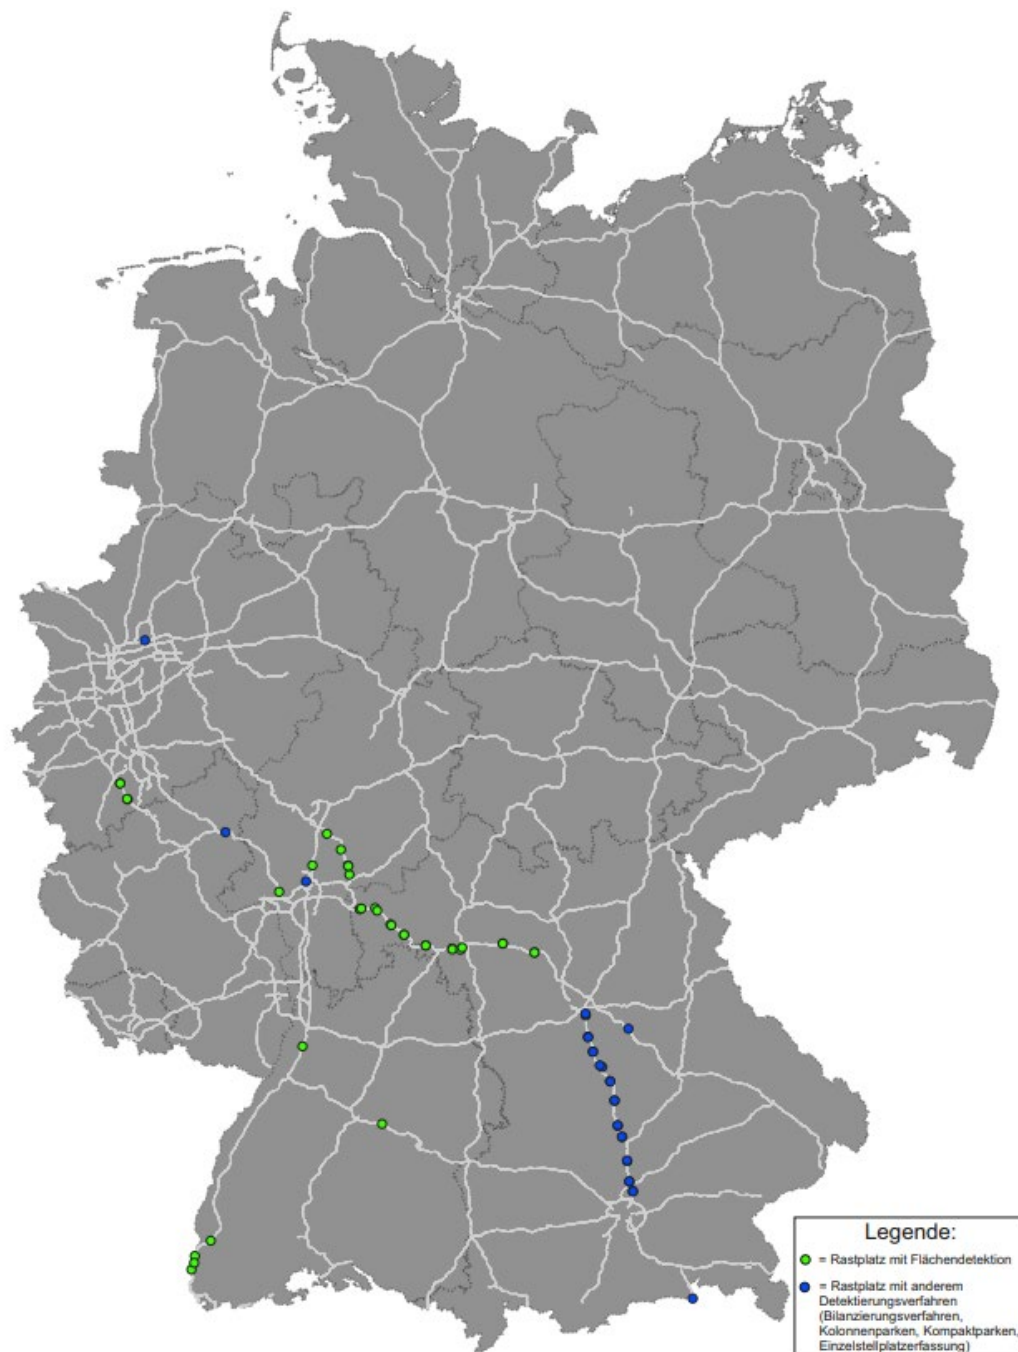 Legende:
= Rastplatz mit Flächendetektion
= Rastplatz mit anderem
Detektierungsverfahren
(Bilanzierungsverfahren,
Kolonnenparken, Kompaktparken,
Einzelstellplatzerfassung)